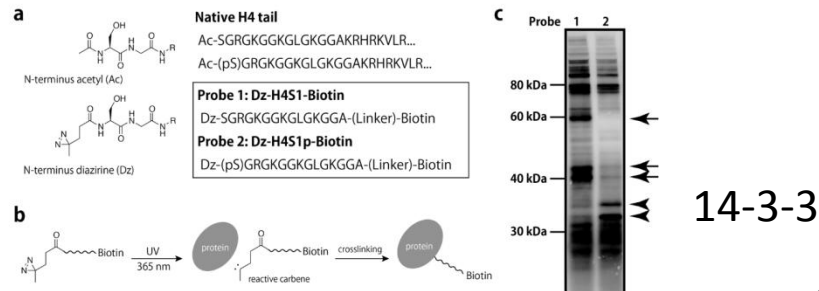 a
OH
O
N
H
H
N
O
N-R
H
N-terminus acetyl (Ac)
OH
O
N
H
H
N
O
N-R
H
N=N
N-terminus diazirine (Dz)
Native H4 tail
Ac-SGRGKGGKGLGKGGAKRHRKVLR...
Ac-(pS)GRGKGGKGLGKGGAKRHRKVLR...
Probe 1: Dz-H4S1-Biotin
Dz-SGRGKGGKGLGKGGA-(Linker)-Biotin
Probe 2: Dz-H4S1p-Biotin
Dz-(pS)GRGKGGKGLGKGGA-(Linker)-Biotin
b
O
Biotin
N=N
UV
365 nm
protein
O
Biotin
reactive carbene
crosslinking
protein
Biotin
c
Probe 1 2
80 kDa
60 kDa
40 kDa
30 kDa
14-3-3